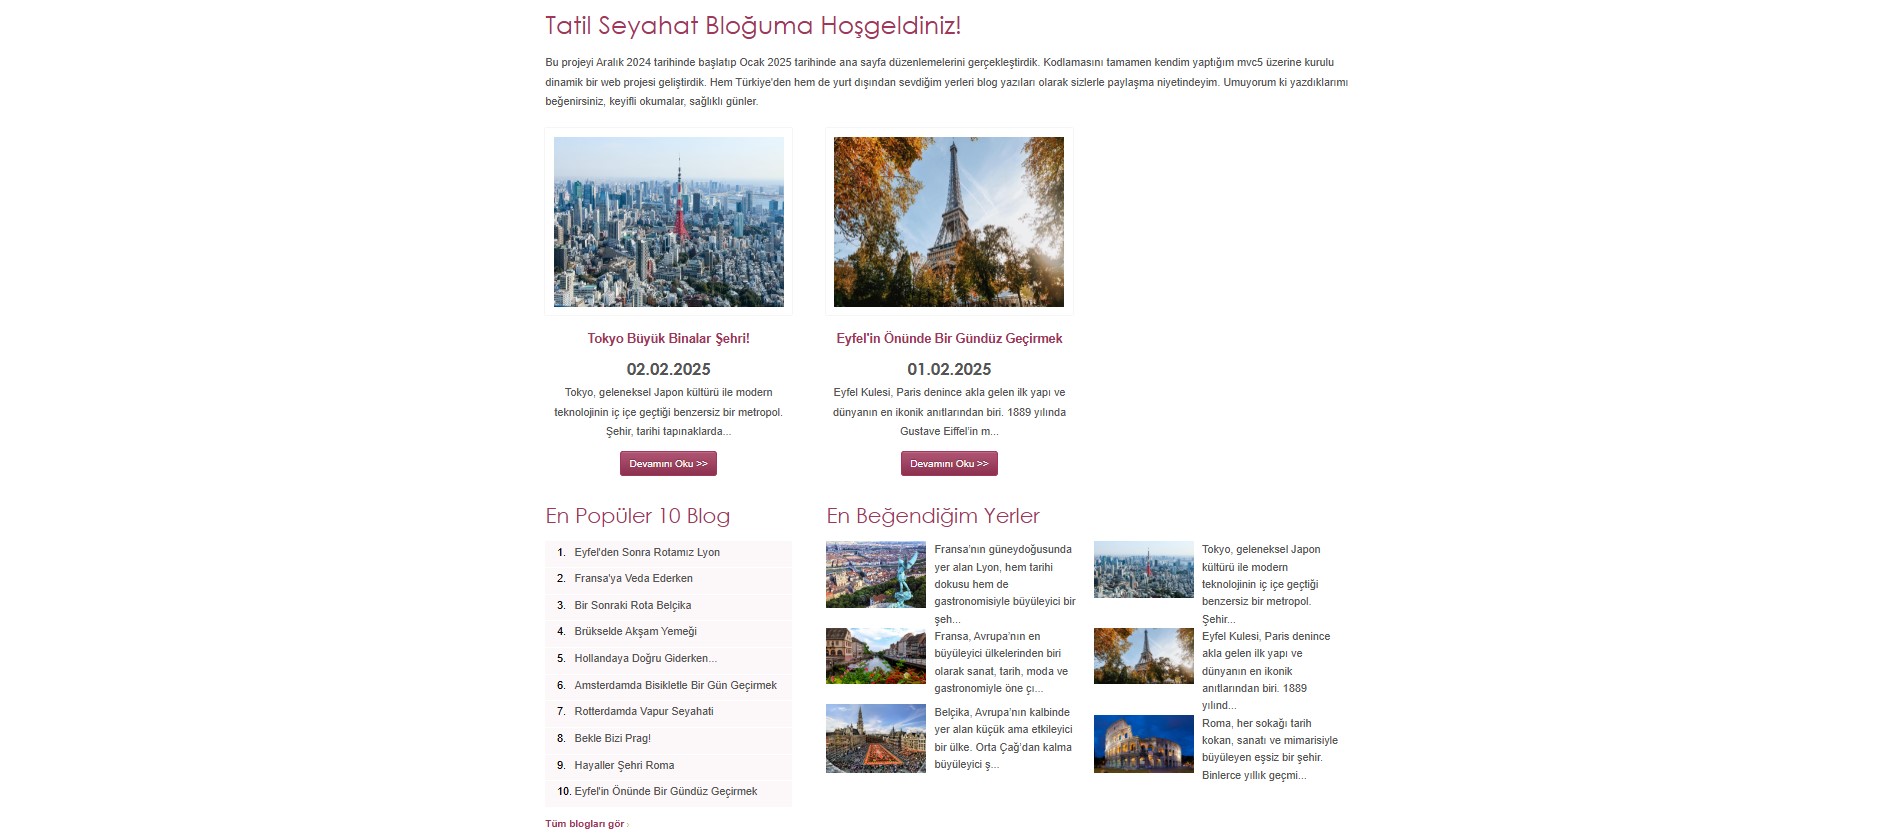 Tatil Seyahat Bloğuma Hoşgeldiniz!
Bu projeyi Aralık 2024 tarihinde başlatıp Ocak 2025 tarihinde ana sayfa düzenlemelerini gerçekleştirdik. Kodlamasını tamamen kendim yaptığım mvc5 üzerine kurulu
dinamik bir web projesi geliştirdik. Hem Türkiye'den hem de yurt dışından sevdiğim yerleri blog yazıları olarak sizlerle paylaşma niyetindeyim. Umuyorum ki yazdıklarımı
beğenirsiniz, keyifli okumalar, sağlıklı günler.
Tokyo Büyük Binalar Şehri!
02.02.2025
Tokyo, geleneksel Japon kültürü ile modern
teknolojinin iç içe geçtiği benzersiz bir metropol.
Şehir, tarihi tapınaklarda...
Devamını Oku >>
Eyfel'in Önünde Bir Gündüz Geçirmek
01.02.2025
Eyfel Kulesi, Paris denince akla gelen ilk yapı ve
dünyanın en ikonik anıtlarından biri. 1889 yılında
Gustave Eiffel’in m...
Devamını Oku >>
En Popüler 10 Blog
1. Eyfel'den Sonra Rotamız Lyon
2. Fransa'ya Veda Ederken
3. Bir Sonraki Rota Belçika
4. Brükselde Akşam Yemeği
5. Hollandaya Doğru Giderken...
6. Amsterdamda Bisikletle Bir Gün Geçirmek
7. Rotterdamda Vapur Seyahati
8. Bekle Bizi Prag!
9. Hayaller Şehri Roma
10. Eyfel'in Önünde Bir Gündüz Geçirmek
Tüm blogları gör ›
En Beğendiğim Yerler
Fransa’nın güneydoğusunda
yer alan Lyon, hem tarihi
dokusu hem de
gastronomisiyle büyüleyici bir
şeh...
Fransa, Avrupa’nın en
büyüleyici ülkelerinden biri
olarak sanat, tarih, moda ve
gastronomiyle öne çı...
Belçika, Avrupa’nın kalbinde
yer alan küçük ama etkileyici
bir ülke. Orta Çağ’dan kalma
büyüleyici ş...
Tokyo, geleneksel Japon
kültürü ile modern
teknolojinin iç içe geçtiği
benzersiz bir metropol.
Şehir...
Eyfel Kulesi, Paris denince
akla gelen ilk yapı ve
dünyanın en ikonik
anıtlarından biri. 1889
yılınd...
Roma, her sokağı tarih
kokan, sanatı ve mimarisiyle
büyüleyen eşsiz bir şehir.
Binlerce yıllık geçmi...